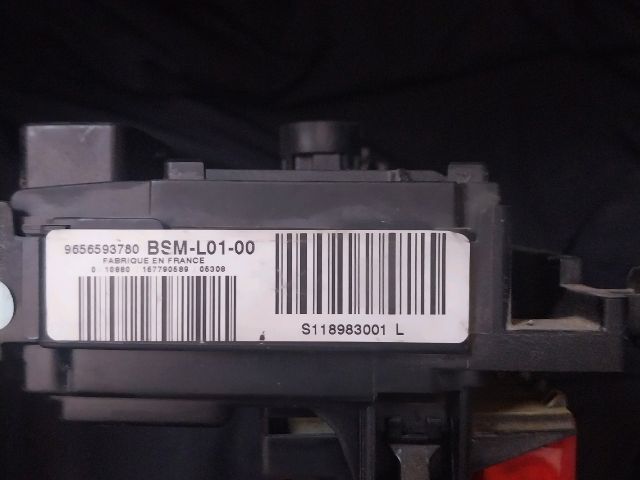 9656593780 BSM-L01-00
FABRIQUE EN FRANCE
0 10880 167790589 05308
S118983001 L